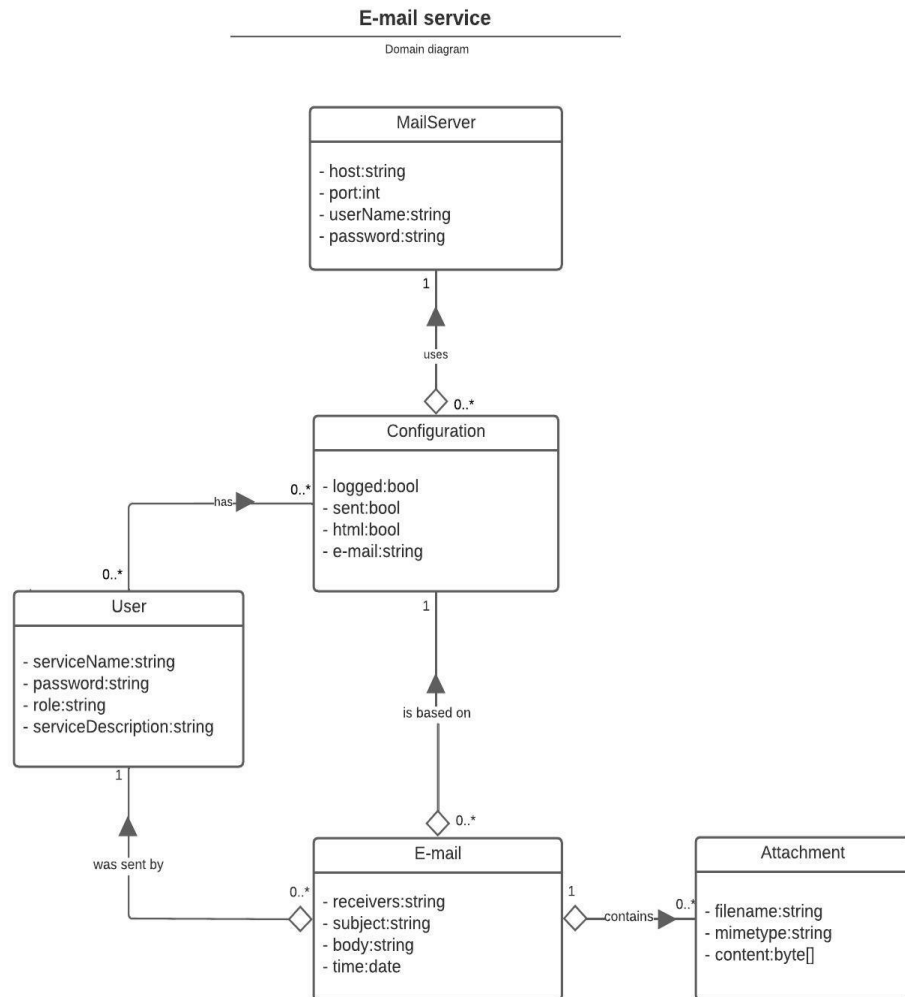 E-mail service
Domain diagram
MailServer
- host:string
- port:int
- userName:string
- password:string
1
uses
0..*
Configuration
- logged:bool
- sent:bool
- html:bool
- e-mail:string
0..*
has
0..*
User
- serviceName:string
- password:string
- role:string
- serviceDescription:string
1
is based on
0..*
1
was sent by
0..*
E-mail
- receivers:string
- subject:string
- body:string
- time:date
1
contains
0..*
Attachment
- filename:string
- mimetype:string
- content:byte[]